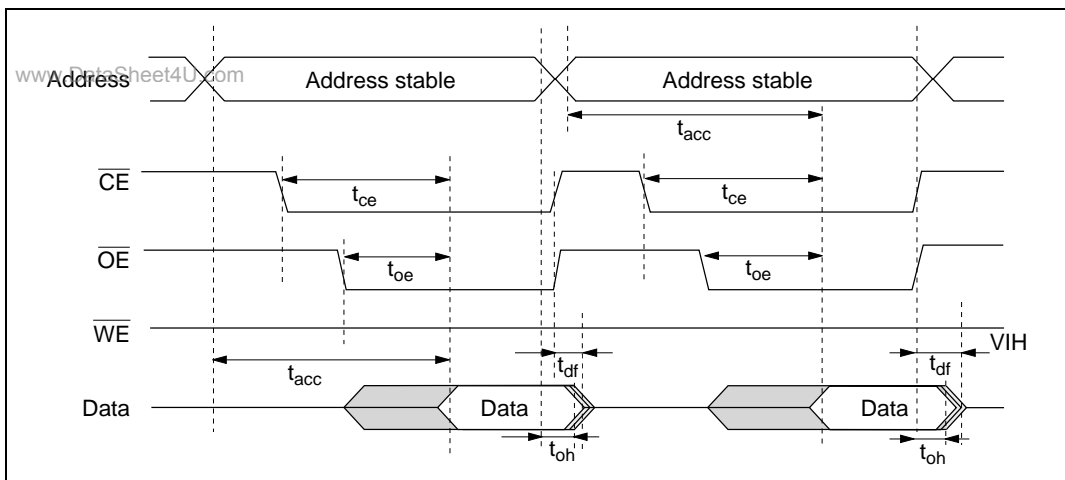 www.DataSheet4U.com
Address Address stable Address stable
tacc
CE tce tce
OE toe toe
WE VIH
tacc tdf tdf
Data Data Data
toh toh